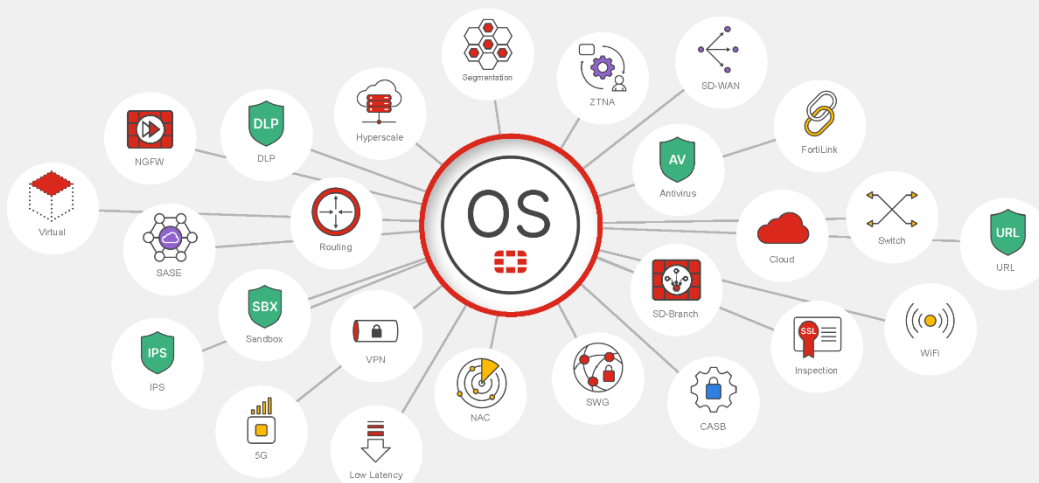 Segmentation
ZTNA
SD-WAN
Hyperscale
DLP
DLP
NGFW
FortiLink
AV
Antivirus
Virtual
SASE
Routing
OS
Cloud
Switch
URL
URL
SBX
Sandbox
SD-Branch
IPS
IPS
VPN
SSL
Inspection
WiFi
NAC
SWG
CASB
5G
Low Latency